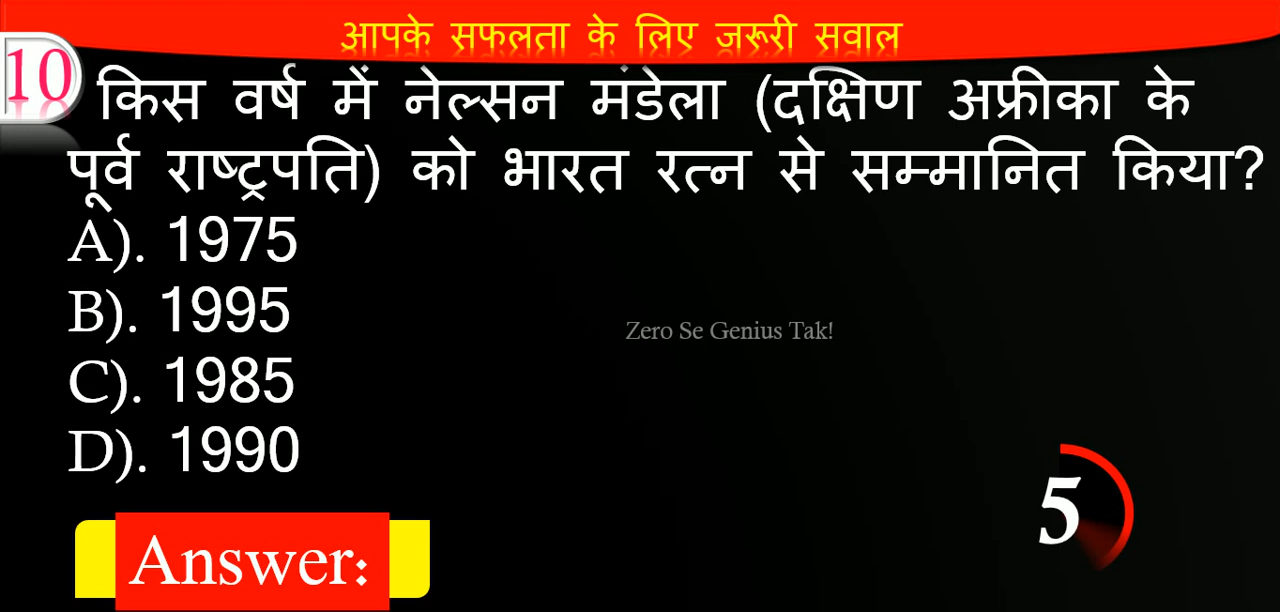 आपके सफलता के लिए जरूरी सवाल
10 किस वर्ष में नेल्सन मंडेला (दक्षिण अफ्रीका के
पूर्व राष्ट्रपति) को भारत रत्न से सम्मानित किया?
A). 1975
B). 1995
Zero Se Genius Tak!
C). 1985
D). 1990
5
Answer: